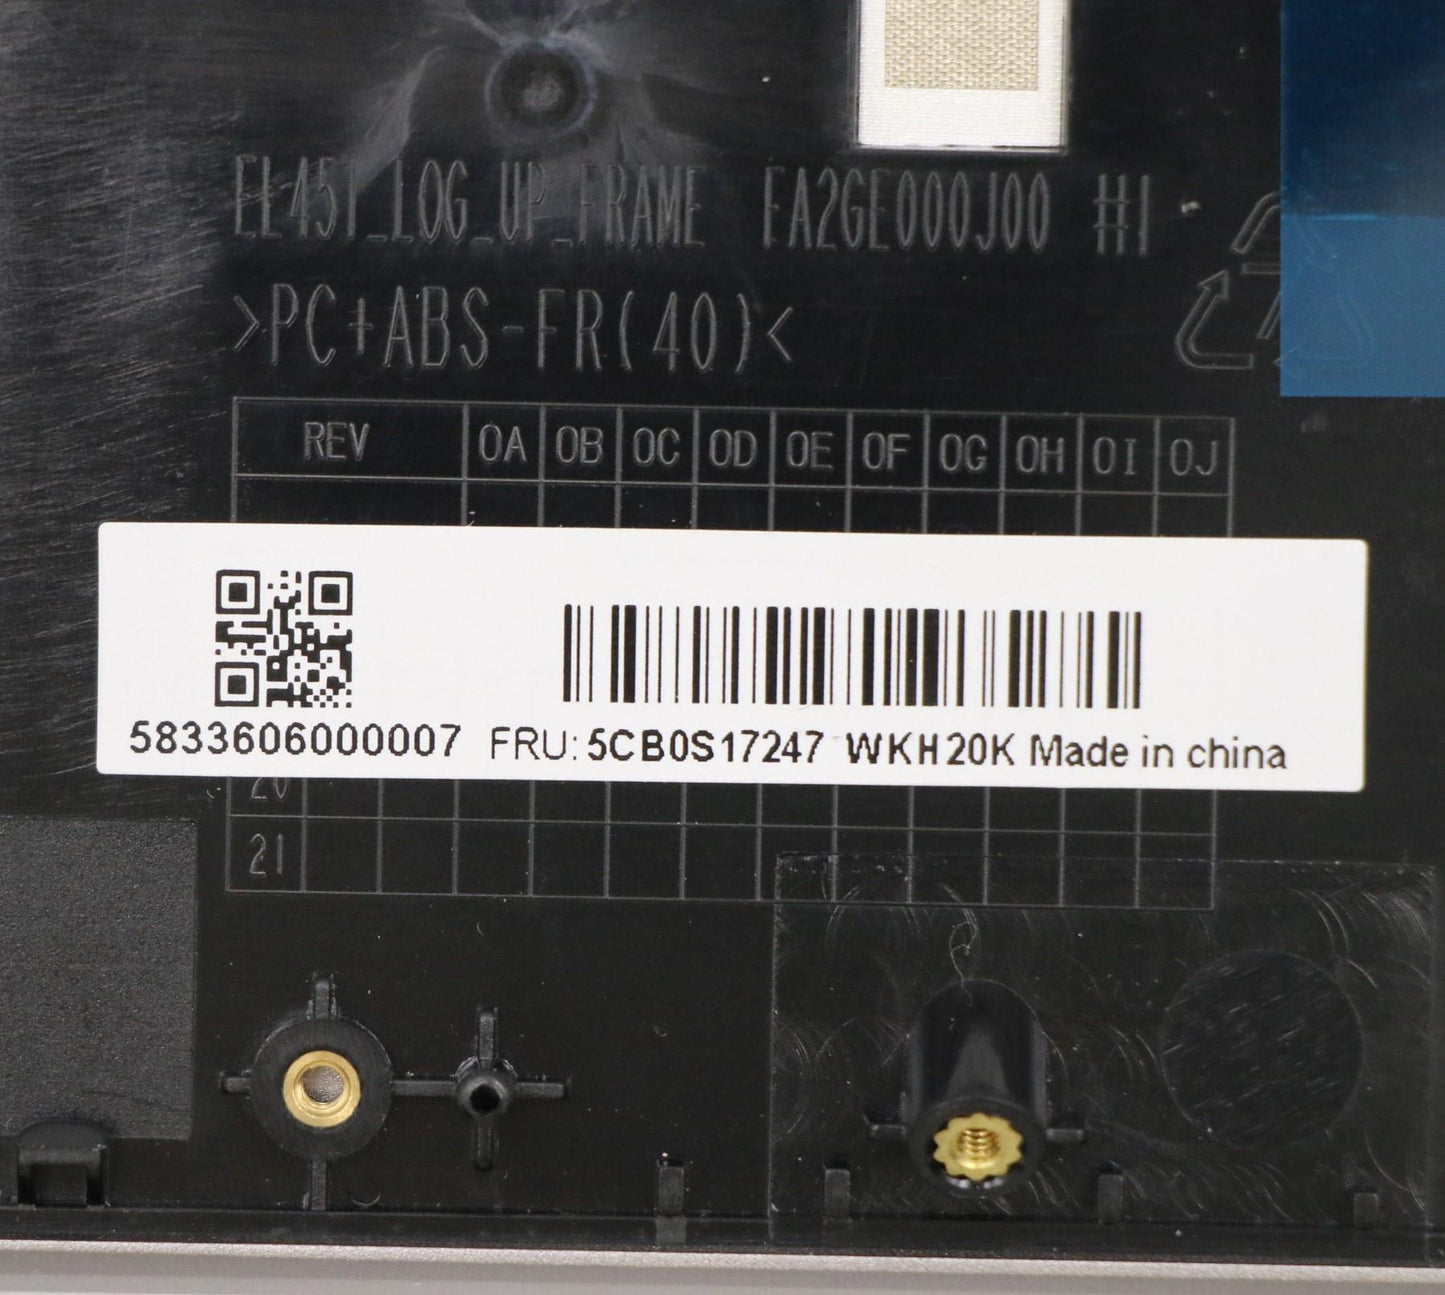 EL451_LOG_UP_FRAME FA2GE000J00 #1
>PC+ABS-FR(40)<
REV 0A 0B 0C 0D 0E 0F 0G 0H 0I 0J
5833606000007 FRU: 5CB0S17247 WKH20K Made in china
20
21